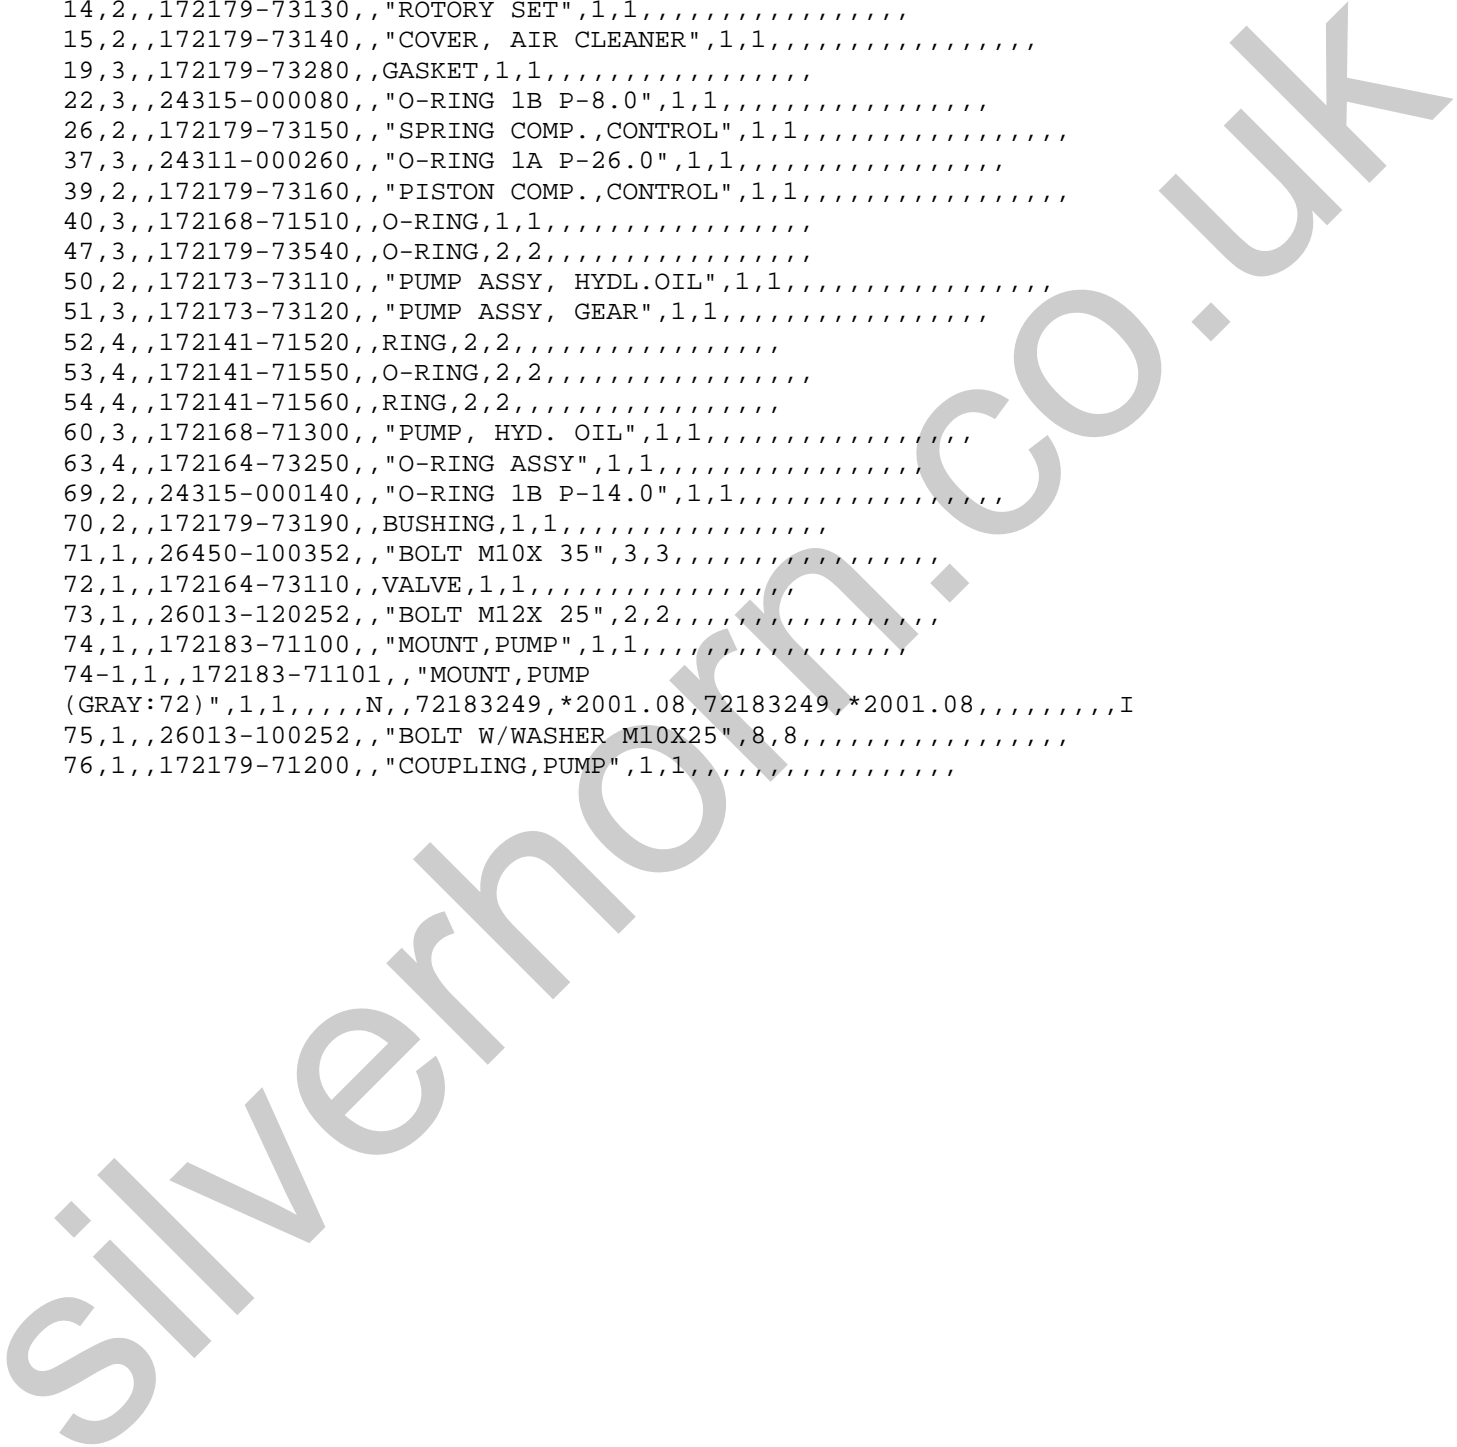 14,2,,172179-73130,,"ROTORY SET",1,1,,,,,,,,,,,,,,,,,
15,2,,172179-73140,,"COVER, AIR CLEANER",1,1,,,,,,,,,,,,,,,,,
19,3,,172179-73280,,GASKET,1,1,,,,,,,,,,,,,,,,,
22,3,,24315-000080,,"O-RING 1B P-8.0",1,1,,,,,,,,,,,,,,,,,
26,2,,172179-73150,,"SPRING COMP.,CONTROL",1,1,,,,,,,,,,,,,,,,,
37,3,,24311-000260,,"O-RING 1A P-26.0",1,1,,,,,,,,,,,,,,,,,
39,2,,172179-73160,,"PISTON COMP.,CONTROL",1,1,,,,,,,,,,,,,,,,,
40,3,,172168-71510,,O-RING,1,1,,,,,,,,,,,,,,,,,
47,3,,172179-73540,,O-RING,2,2,,,,,,,,,,,,,,,,,
50,2,,172173-73110,,"PUMP ASSY, HYDL.OIL",1,1,,,,,,,,,,,,,,,,,
51,3,,172173-73120,,"PUMP ASSY, GEAR",1,1,,,,,,,,,,,,,,,,,
52,4,,172141-71520,,RING,2,2,,,,,,,,,,,,,,,,,
53,4,,172141-71550,,O-RING,2,2,,,,,,,,,,,,,,,,,
54,4,,172141-71560,,RING,2,2,,,,,,,,,,,,,,,,,
60,3,,172168-71300,,"PUMP, HYD. OIL",1,1,,,,,,,,,,,,,,,,,
63,4,,172164-73250,,"O-RING ASSY",1,1,,,,,,,,,,,,,,,,,
69,2,,24315-000140,,"O-RING 1B P-14.0",1,1,,,,,,,,,,,,,,,,,
70,2,,172179-73190,,BUSHING,1,1,,,,,,,,,,,,,,,,,
71,1,,26450-100352,,"BOLT M10X 35",3,3,,,,,,,,,,,,,,,,,
72,1,,172164-73110,,VALVE,1,1,,,,,,,,,,,,,,,,,
73,1,,26013-120252,,"BOLT M12X 25",2,2,,,,,,,,,,,,,,,,,
74,1,,172183-71100,,"MOUNT,PUMP",1,1,,,,,,,,,,,,,,,,,
74-1,1,,172183-71101,,"MOUNT,PUMP
(GRAY:72)",1,1,,,,,N,,72183249,*2001.08,72183249,*2001.08,,,,,,,,,I
75,1,,26013-100252,,"BOLT W/WASHER M10X25",8,8,,,,,,,,,,,,,,,,,
76,1,,172179-71200,,"COUPLING,PUMP",1,1,,,,,,,,,,,,,,,,,
silverhorn.co.uk